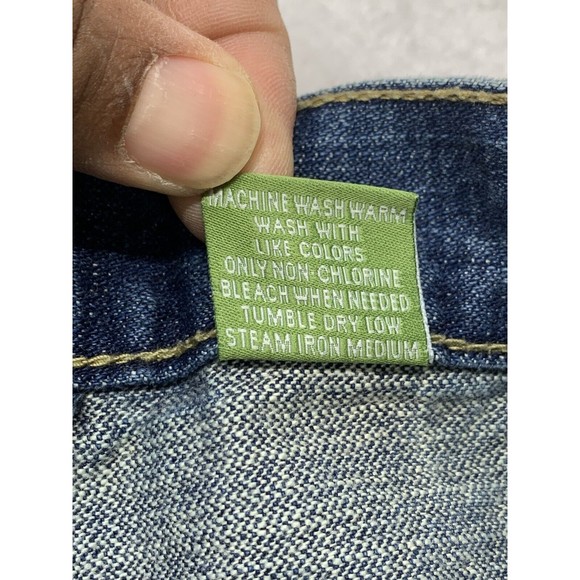 MACHINE WASH WARM
WASH WITH
LIKE COLORS
ONLY NON-CHLORINE
BLEACH WHEN NEEDED
TUMBLE DRY LOW
STEAM IRON MEDIUM